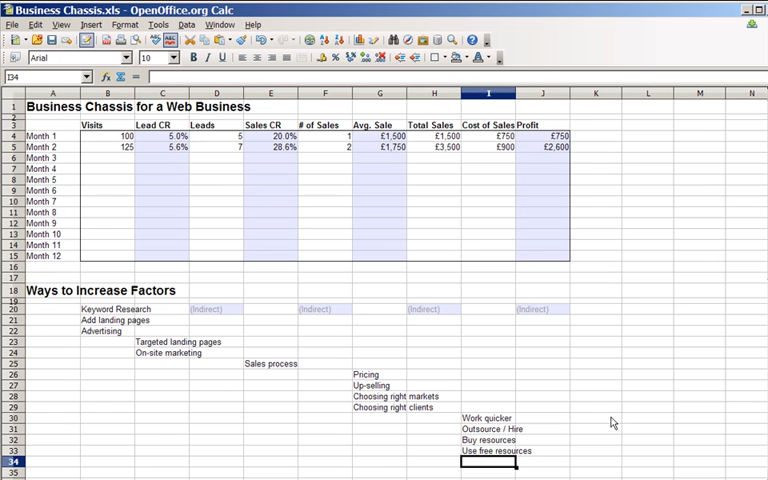 Business Chassis.xls - OpenOffice.org Calc
File Edit View Insert Format Tools Data Window Help
Arial 10 B I U
I34
A B C D E F G H I J K L M N
1 Business Chassis for a Web Business
2
3 Visits Lead CR Leads Sales CR # of Sales Avg. Sale Total Sales Cost of Sales Profit
4 Month 1 100 5.0% 5 20.0% 1 £1,500 £1,500 £750 £750
5 Month 2 125 5.6% 7 28.6% 2 £1,750 £3,500 £900 £2,600
6 Month 3
7 Month 4
8 Month 5
9 Month 6
10 Month 7
11 Month 8
12 Month 9
13 Month 10
14 Month 11
15 Month 12
16
17
18 Ways to Increase Factors
19
20 Keyword Research (Indirect) (Indirect) (Indirect) (Indirect)
21 Add landing pages
22 Advertising
23 Targeted landing pages
24 On-site marketing
25 Sales process
26 Pricing
27 Up-selling
28 Choosing right markets
29 Choosing right clients
30 Work quicker
31 Outsource / Hire
32 Buy resources
33 Use free resources
34
35